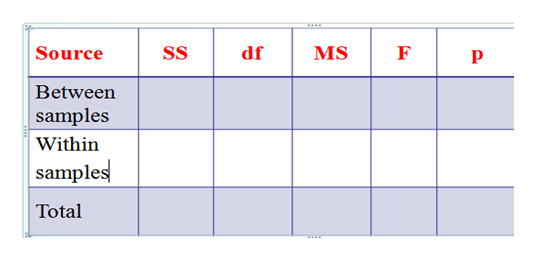 Source SS df MS F p
Between
samples
Within
samples
Total